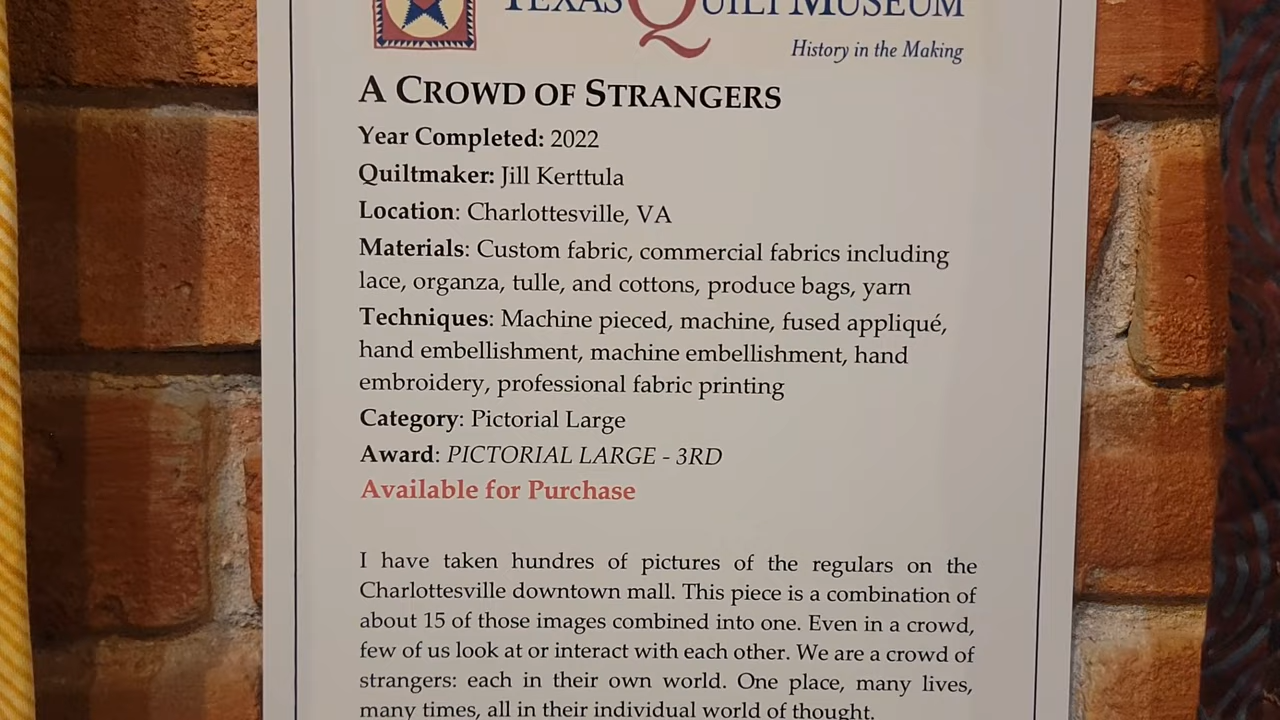 TEXAS QUILT MUSEUM
History in the Making
A CROWD OF STRANGERS
Year Completed: 2022
Quiltmaker: Jill Kerttula
Location: Charlottesville, VA
Materials: Custom fabric, commercial fabrics including
lace, organza, tulle, and cottons, produce bags, yarn
Techniques: Machine pieced, machine, fused appliqué,
hand embellishment, machine embellishment, hand
embroidery, professional fabric printing
Category: Pictorial Large
Award: PICTORIAL LARGE - 3RD
Available for Purchase
I have taken hundres of pictures of the regulars on the
Charlottesville downtown mall. This piece is a combination of
about 15 of those images combined into one. Even in a crowd,
few of us look at or interact with each other. We are a crowd of
strangers: each in their own world. One place, many lives,
many times, all in their individual world of thought.